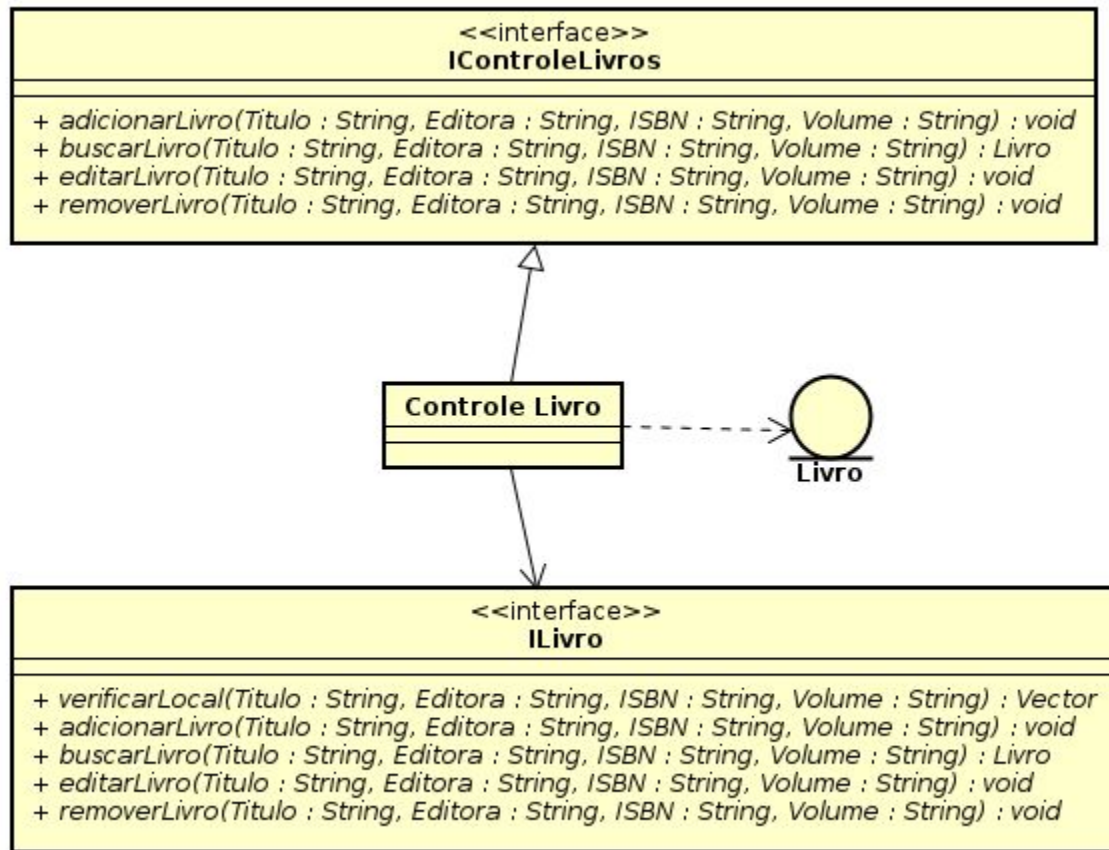 <<interface>>
IControleLivros
+ adicionarLivro(Titulo : String, Editora : String, ISBN : String, Volume : String) : void
+ buscarLivro(Titulo : String, Editora : String, ISBN : String, Volume : String) : Livro
+ editarLivro(Titulo : String, Editora : String, ISBN : String, Volume : String) : void
+ removerLivro(Titulo : String, Editora : String, ISBN : String, Volume : String) : void
Controle Livro
Livro
<<interface>>
ILivro
+ verificarLocal(Titulo : String, Editora : String, ISBN : String, Volume : String) : Vector
+ adicionarLivro(Titulo : String, Editora : String, ISBN : String, Volume : String) : void
+ buscarLivro(Titulo : String, Editora : String, ISBN : String, Volume : String) : Livro
+ editarLivro(Titulo : String, Editora : String, ISBN : String, Volume : String) : void
+ removerLivro(Titulo : String, Editora : String, ISBN : String, Volume : String) : void